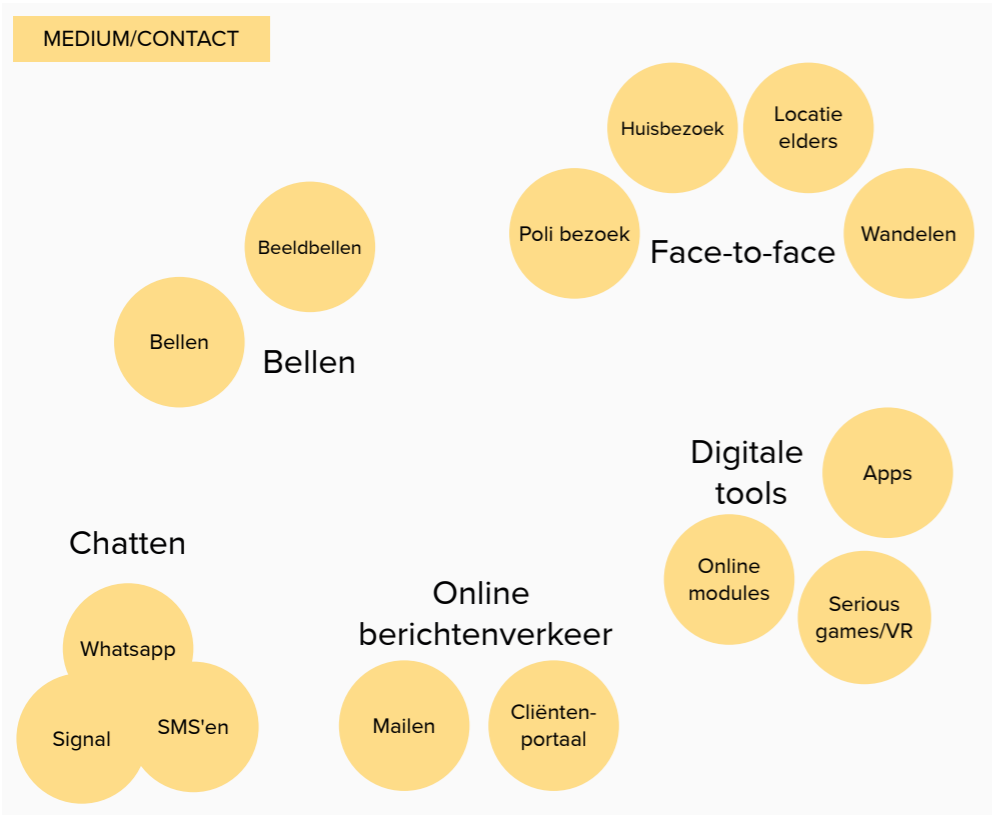 MEDIUM/CONTACT
Huisbezoek
Locatie
elders
Poli bezoek
Face-to-face
Wandelen
Beeldbellen
Bellen
Bellen
Digitale
tools
Apps
Online
modules
Serious
games/VR
Chatten
Whatsapp
Signal
SMS'en
Online
berichtenverkeer
Mailen
Cliënten-
portaal